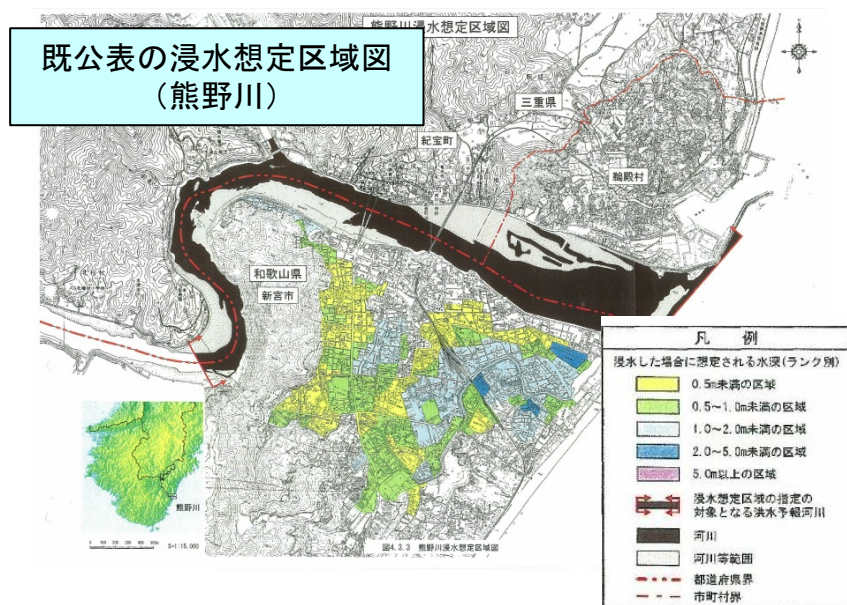 熊野川浸水想定区域図
既公表の浸水想定区域図
（熊野川）
三重県
紀宝町
鵜殿村
和歌山県
新宮市
熊野川
S=1:15,000
図4.3.3 熊野川浸水想定区域図
凡 例
浸水した場合に想定される水深(ランク別)
0.5m未満の区域
0.5～1.0m未満の区域
1.0～2.0m未満の区域
2.0～5.0m未満の区域
5.0m以上の区域
浸水想定区域の指定の
対象となる洪水予報河川
河川
河川等範囲
都道府県界
市町村界